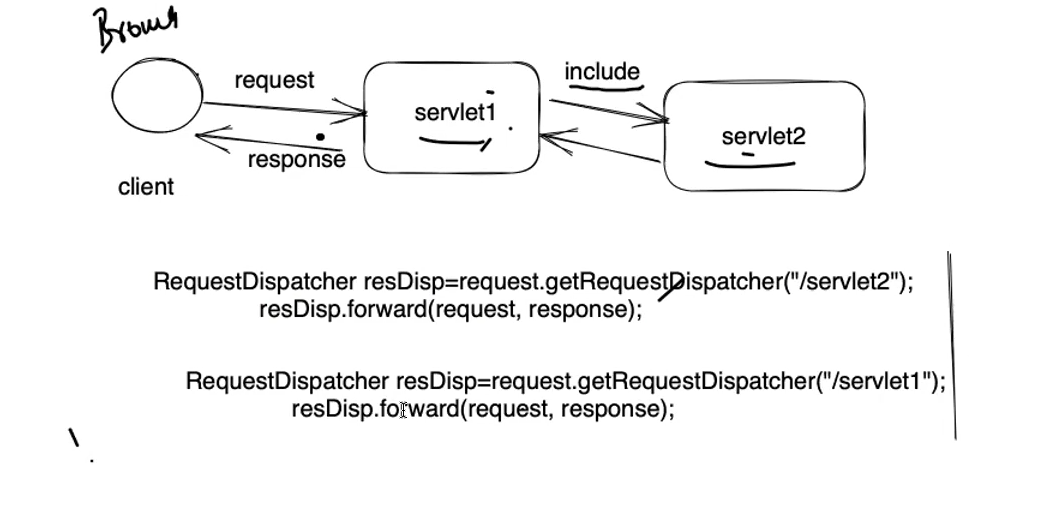 request
include
servlet1
servlet2
response
client
RequestDispatcher resDisp=request.getRequestDispatcher("/servlet2");
resDisp.forward(request, response);
RequestDispatcher resDisp=request.getRequestDispatcher("/servlet1");
resDisp.forward(request, response);